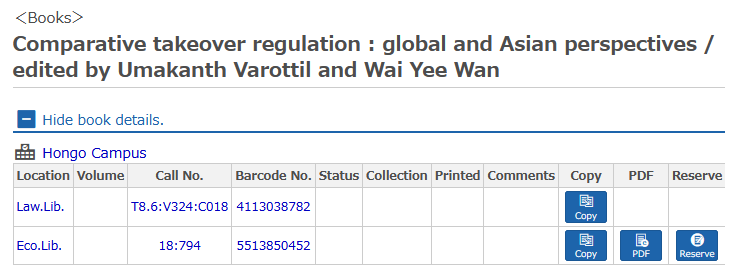 <Books>
Comparative takeover regulation : global and Asian perspectives /
edited by Umakanth Varottil and Wai Yee Wan
Hide book details.
Hongo Campus
Location Volume Call No. Barcode No. Status Collection Printed Comments Copy PDF Reserve
Law.Lib. T8.6:V324:C018 4113038782 Copy
Eco.Lib. 18:794 5513850452 Copy PDF Reserve